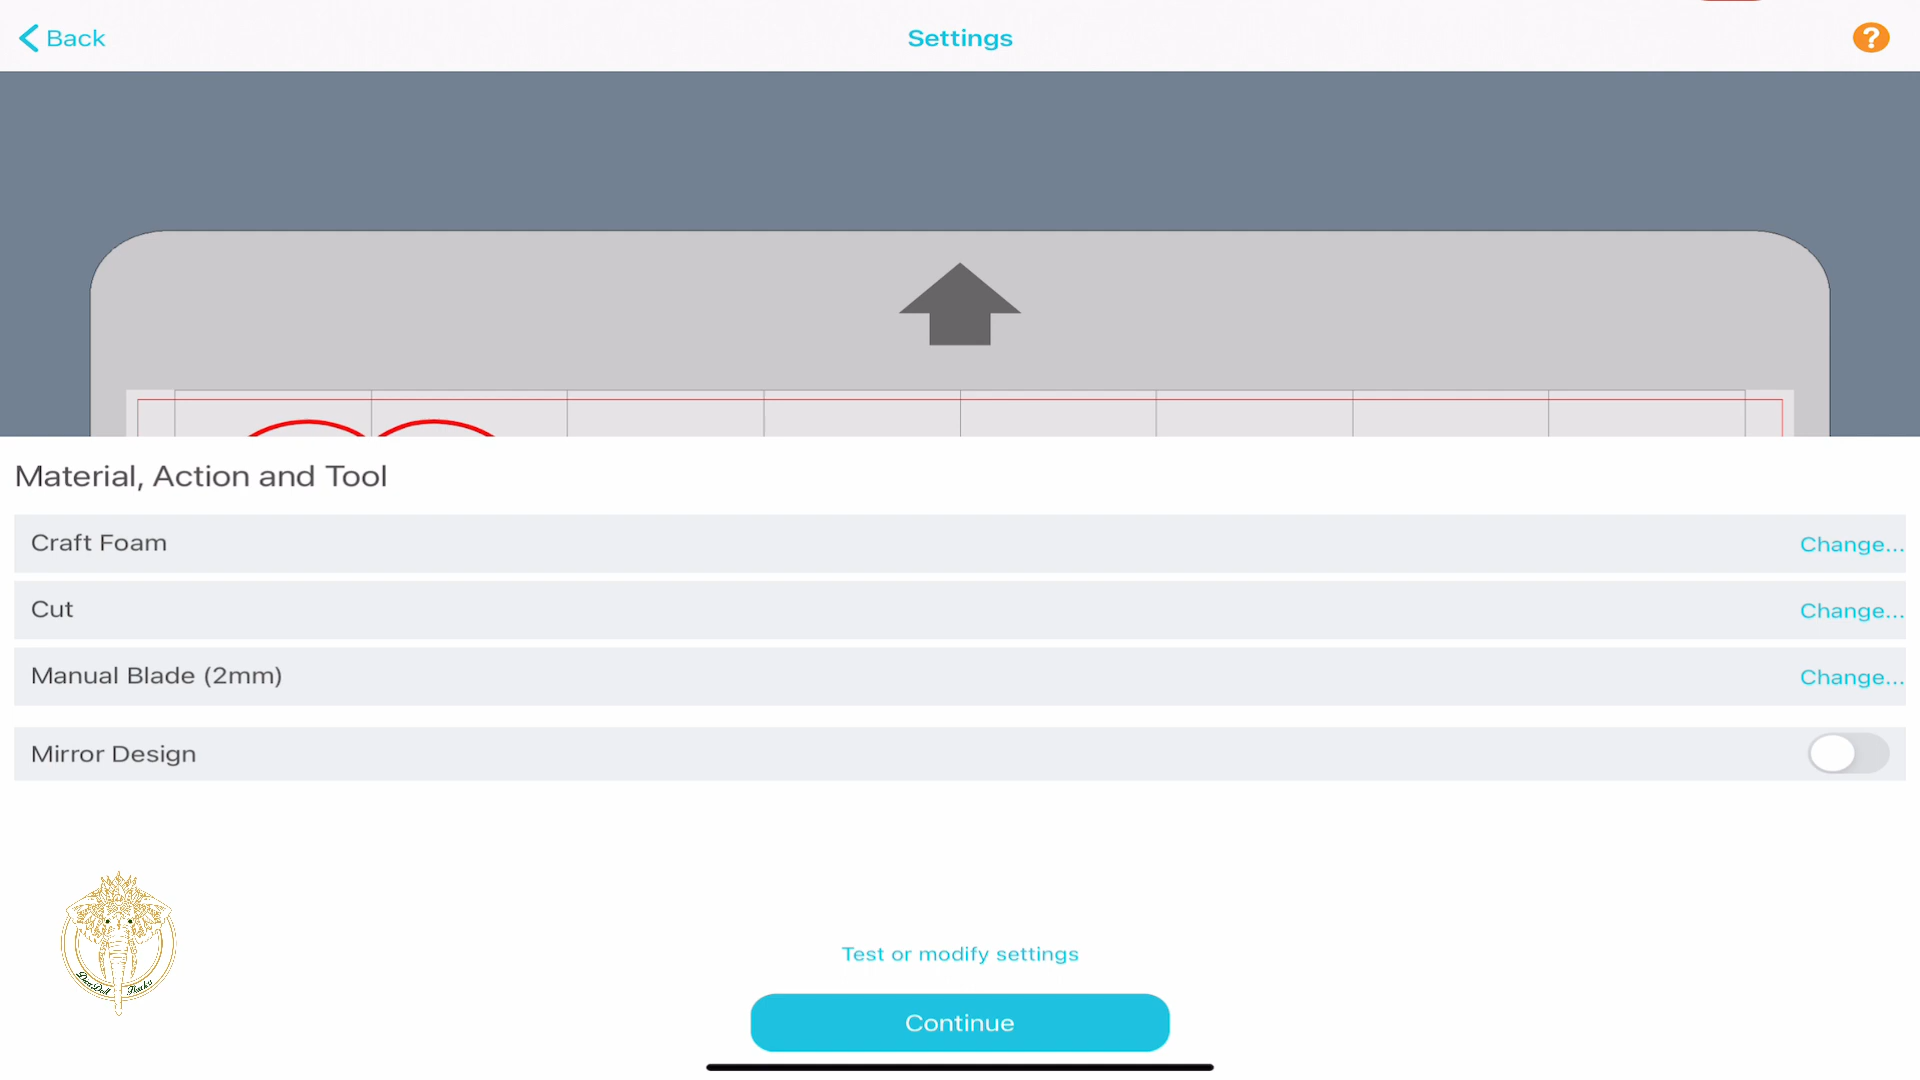 Back
Settings
?
Material, Action and Tool
Craft Foam
Change...
Cut
Change...
Manual Blade (2mm)
Change...
Mirror Design
Test or modify settings
Continue